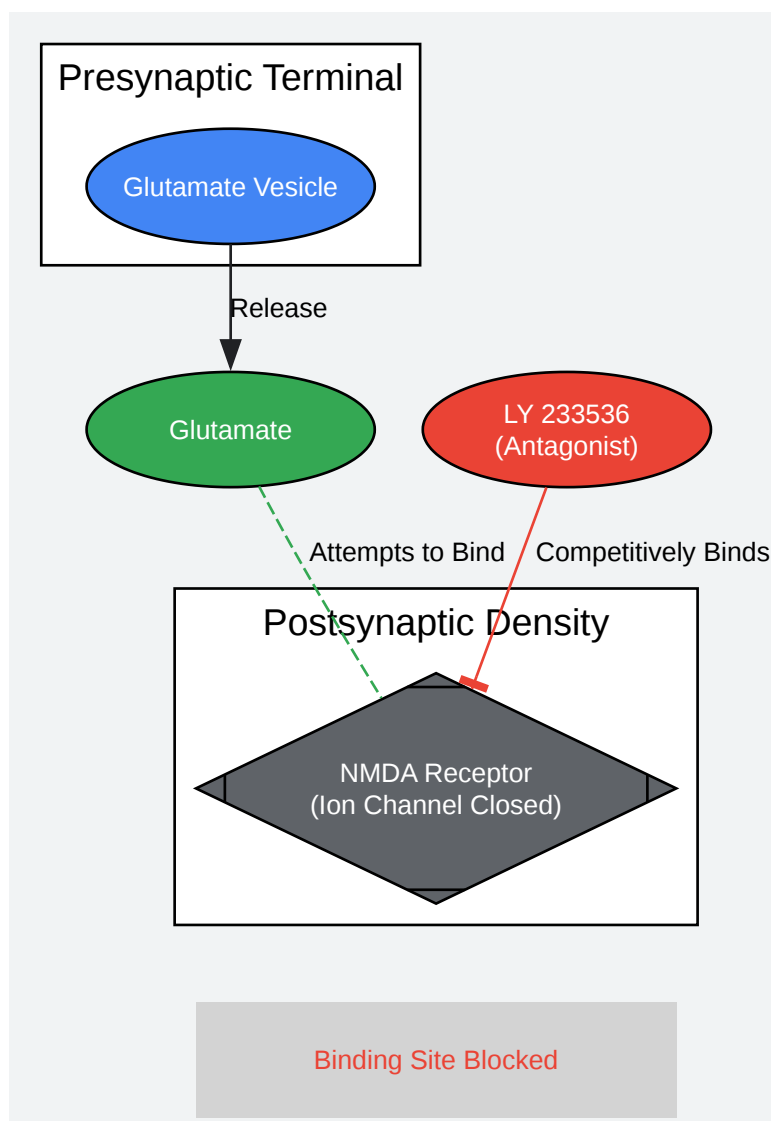 Presynaptic Terminal
Glutamate Vesicle
Release
Glutamate
LY 233536
(Antagonist)
Attempts to Bind
Competitively Binds
Postsynaptic Density
NMDA Receptor
(Ion Channel Closed)
Binding Site Blocked